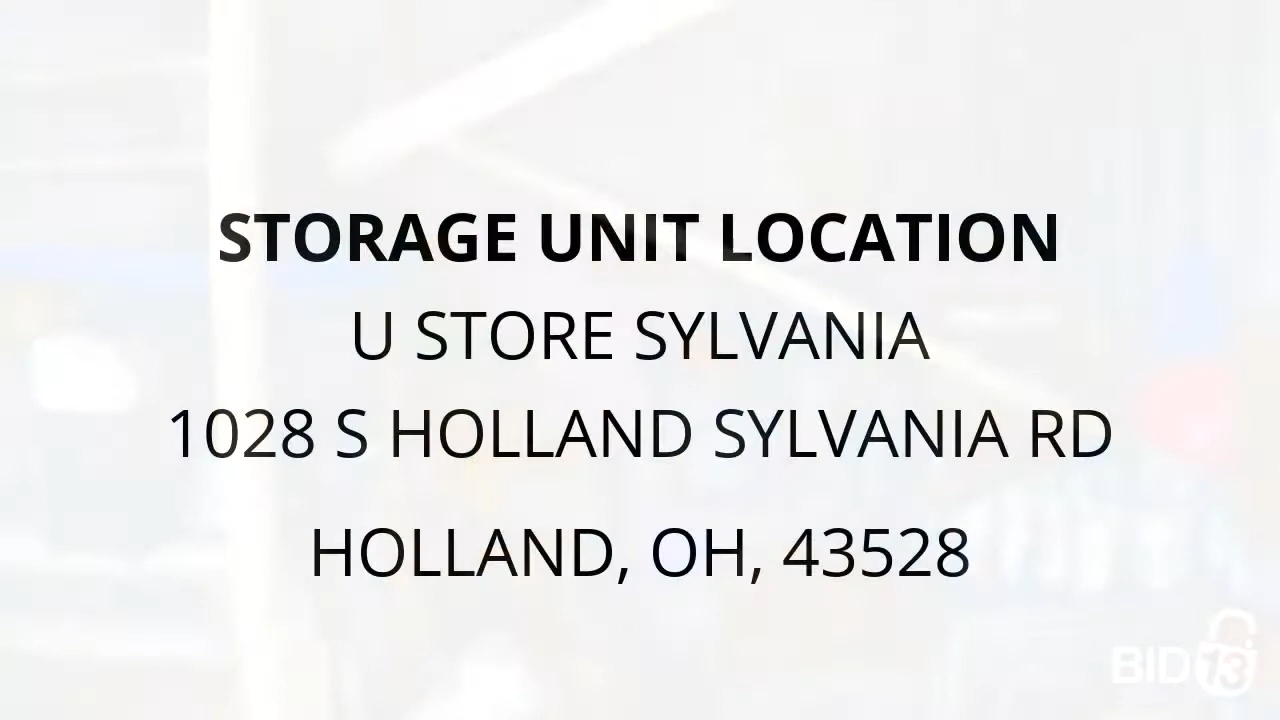 STORAGE UNIT LOCATION
U STORE SYLVANIA
1028 S HOLLAND SYLVANIA RD
HOLLAND, OH, 43528
BID13